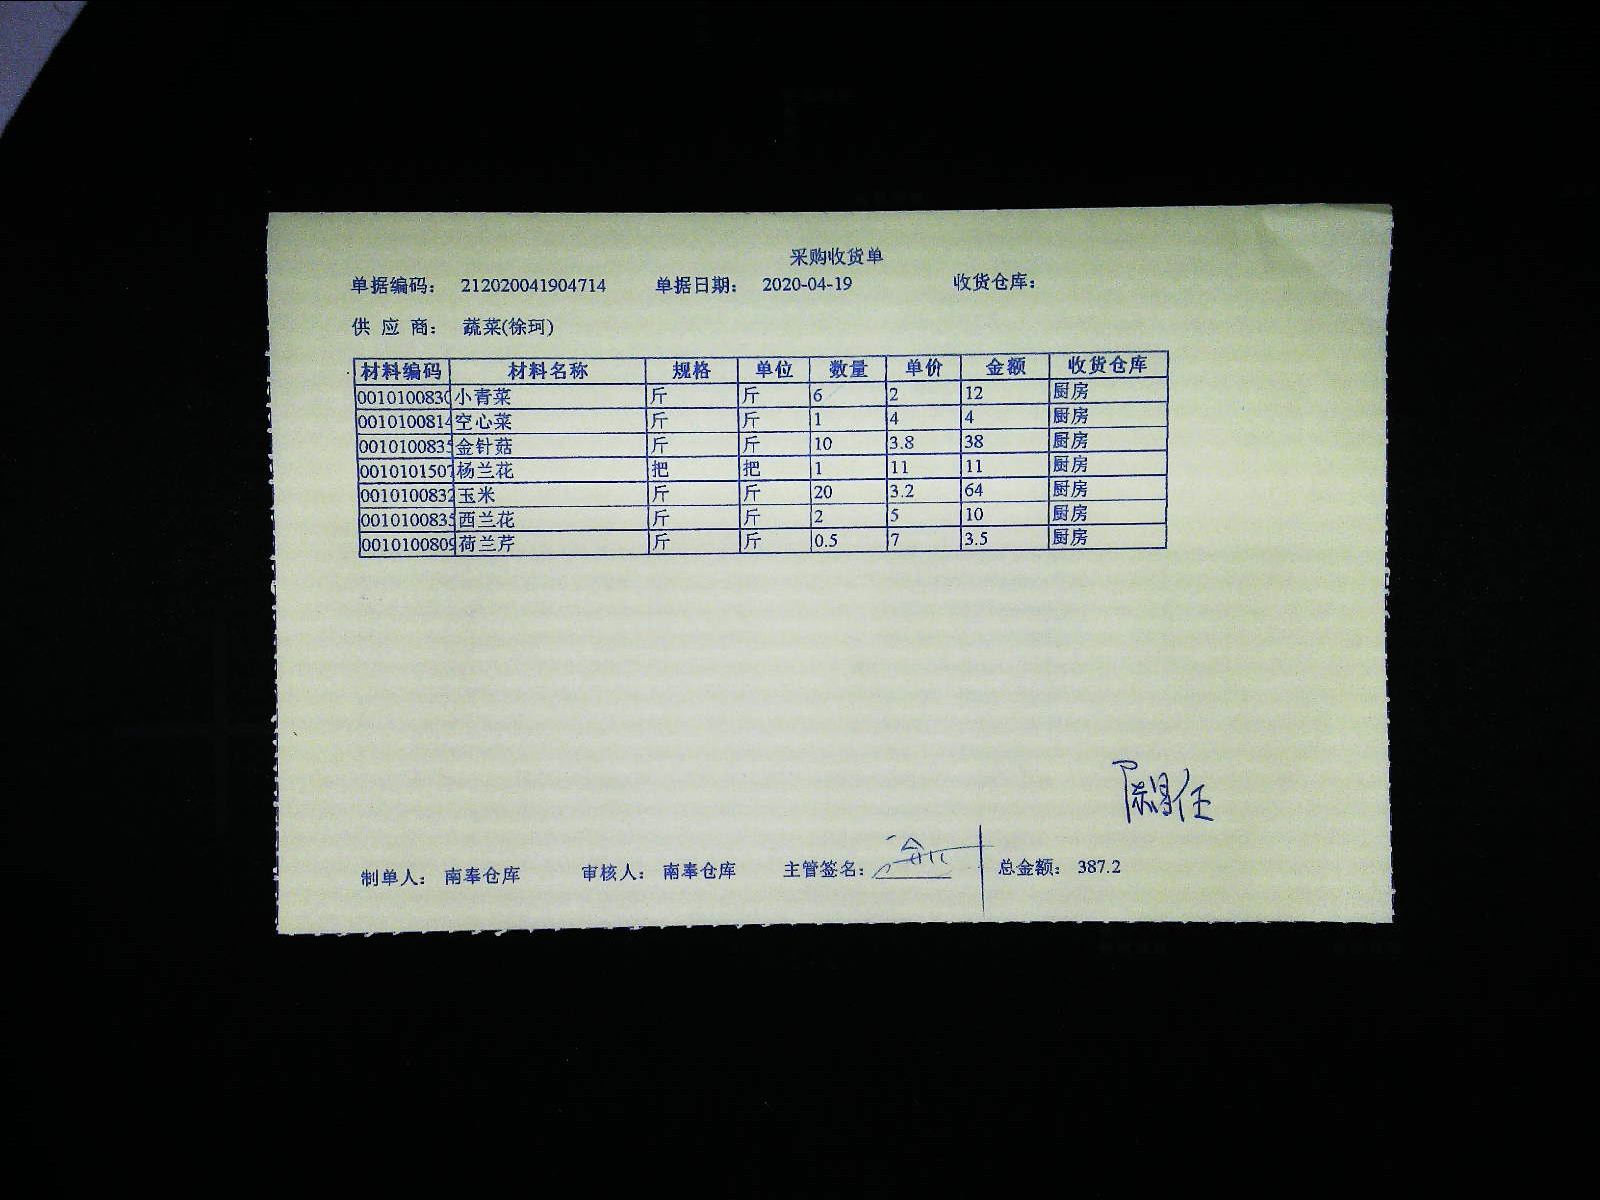 采购收货单
单据编码： 212020041904714 单据日期： 2020-04-19 收货仓库：
供 应 商： 蔬菜(徐珂)
材料编码 材料名称 规格 单位 数量 单价 金额 收货仓库
0010100830 小青菜 斤 斤 6 2 12 厨房
0010100814 空心菜 斤 斤 1 4 4 厨房
0010100835 金针菇 斤 斤 10 3.8 38 厨房
0010101507 杨兰花 把 把 1 11 11 厨房
0010100832 玉米 斤 斤 20 3.2 64 厨房
0010100835 西兰花 斤 斤 2 5 10 厨房
0010100809 荷兰芹 斤 斤 0.5 7 3.5 厨房
制单人： 南奉仓库 审核人： 南奉仓库 主管签名： 总金额： 387.2